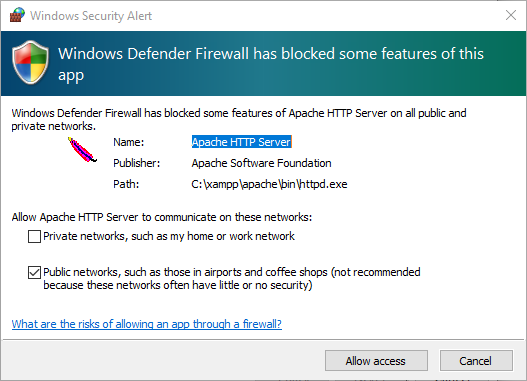 Windows Security Alert
Windows Defender Firewall has blocked some features of this
app
Windows Defender Firewall has blocked some features of Apache HTTP Server on all public and
private networks.
Name: Apache HTTP Server
Publisher: Apache Software Foundation
Path: C:\xampp\apache\bin\httpd.exe
Allow Apache HTTP Server to communicate on these networks:
Private networks, such as my home or work network
Public networks, such as those in airports and coffee shops (not recommended
because these networks often have little or no security)
What are the risks of allowing an app through a firewall?
Allow access Cancel